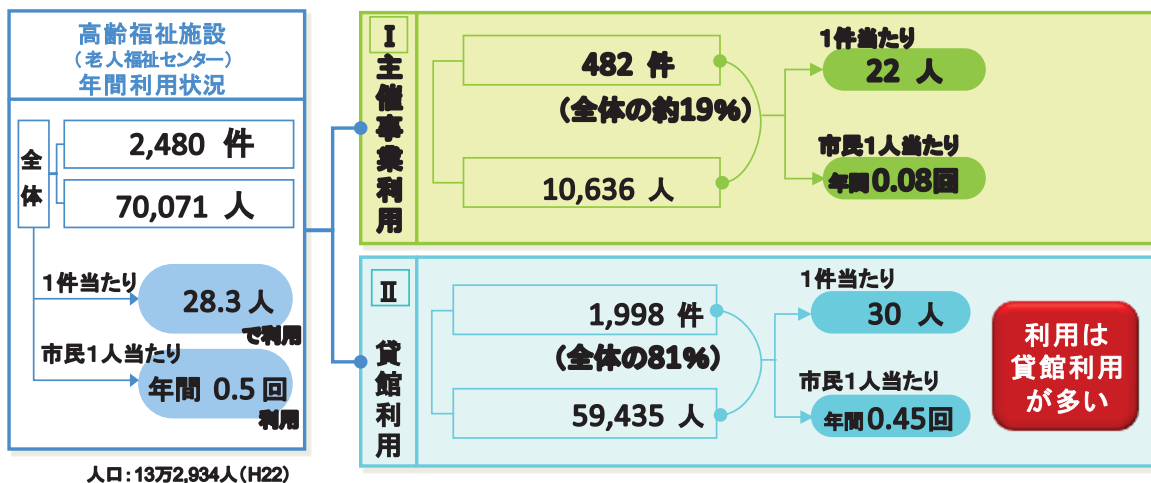 高齢福祉施設
（老人福祉センター）
年間利用状況
全体
2,480 件
70,071 人
1件当たり
28.3 人
で利用
市民1人当たり
年間 0.5 回
利用
人口：13万2,934人（H22）
Ⅰ
主催事業利用
482 件
（全体の約19％）
10,636 人
1件当たり
22 人
市民1人当たり
年間0.08回
Ⅱ
貸館利用
1,998 件
（全体の81％）
59,435 人
1件当たり
30 人
市民1人当たり
年間0.45回
利用は
貸館利用
が多い